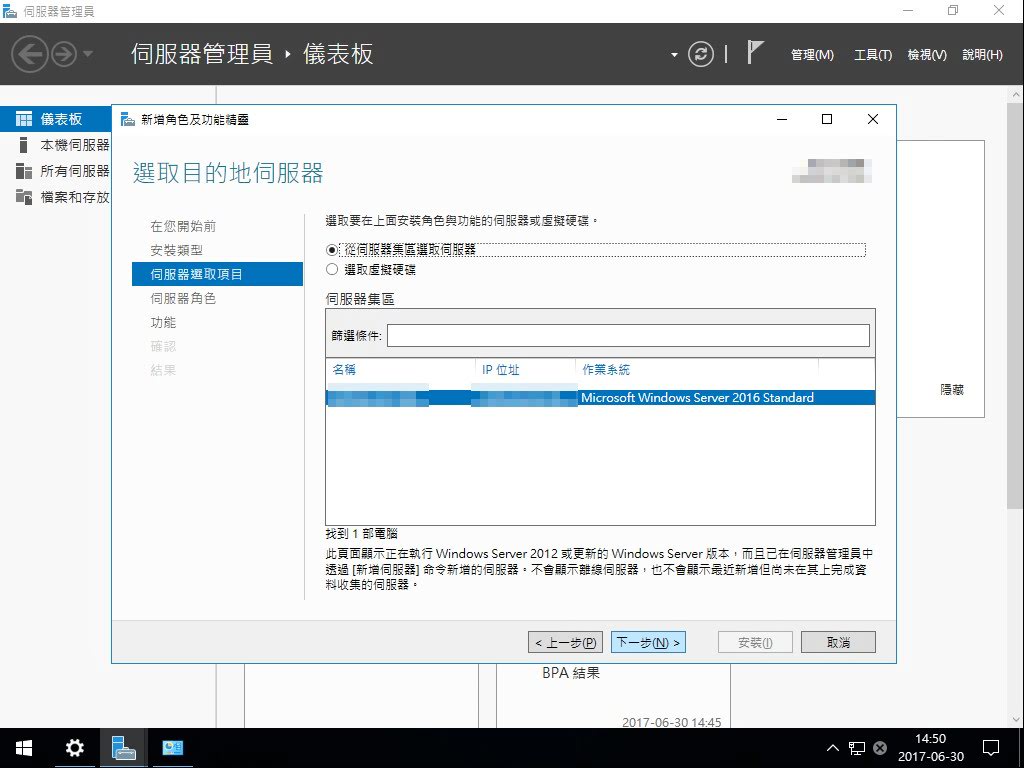 伺服器管理員
伺服器管理員 ‣ 儀表板
管理(M) 工具(T) 檢視(V) 說明(H)
儀表板
本機伺服器
所有伺服器
檔案和存放
新增角色及功能精靈
選取目的地伺服器
在您開始前
安裝類型
伺服器選取項目
伺服器角色
功能
確認
結果
選取要在上面安裝角色與功能的伺服器或虛擬硬碟。
從伺服器集區選取伺服器
選取虛擬硬碟
伺服器集區
篩選條件:
名稱 IP 位址 作業系統
Microsoft Windows Server 2016 Standard
找到 1 部電腦
此頁面顯示正在執行 Windows Server 2012 或更新的 Windows Server 版本，而且已在伺服器管理員中
透過 [新增伺服器] 命令新增的伺服器。不會顯示離線伺服器，也不會顯示最近新增但尚未在其上完成資
料收集的伺服器。
< 上一步(P) 下一步(N) > 安裝(I) 取消
隱藏
BPA 結果
2017-06-30 14:45
14:50
2017-06-30